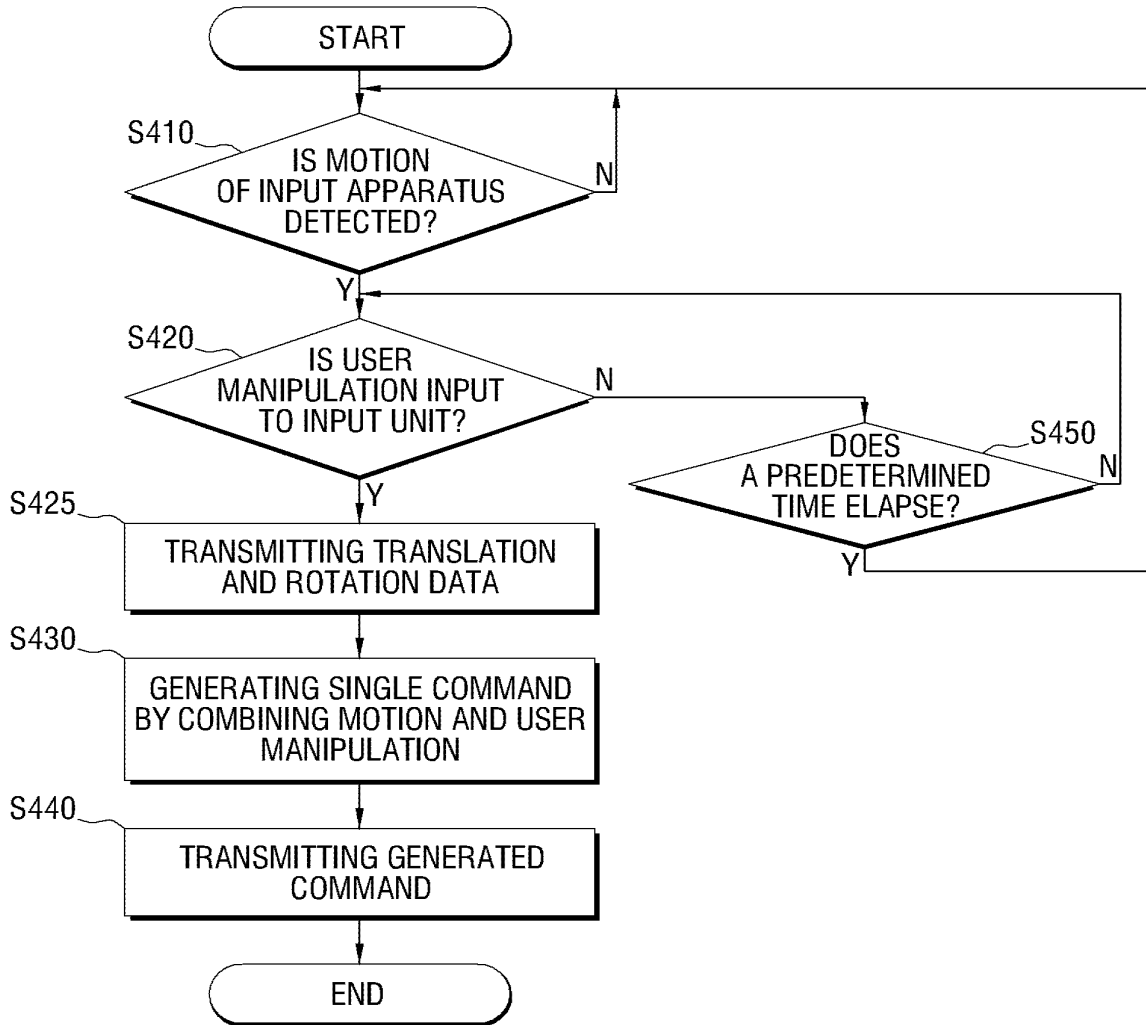 START
S410
IS MOTION
OF INPUT APPARATUS
DETECTED?
N
Y
S420
IS USER
MANIPULATION INPUT
TO INPUT UNIT?
N
Y
S450
DOES
A PREDETERMINED
TIME ELAPSE?
N
Y
S425
TRANSMITTING TRANSLATION
AND ROTATION DATA
S430
GENERATING SINGLE COMMAND
BY COMBINING MOTION AND USER
MANIPULATION
S440
TRANSMITTING GENERATED
COMMAND
END